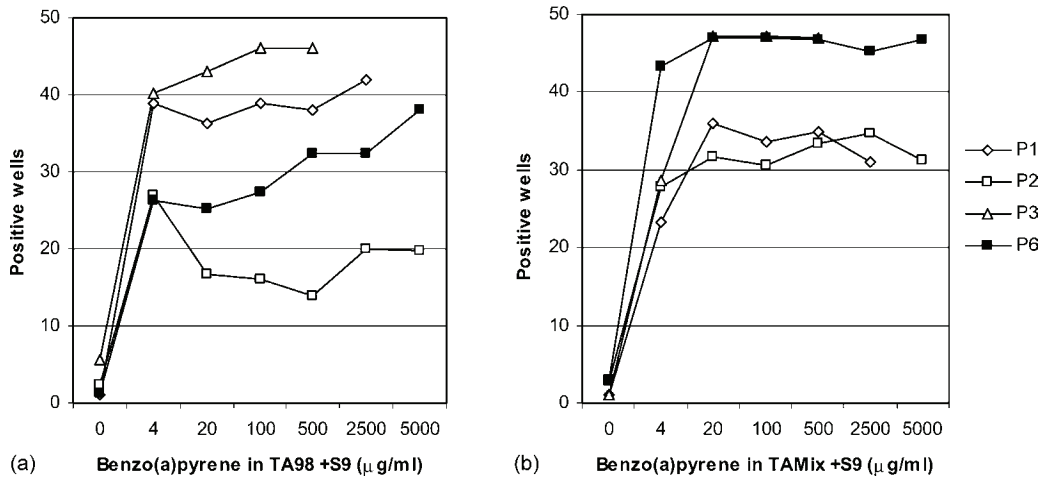 50
40
30
20
10
0
Positive wells
0 4 20 100 500 2500 5000
(a) Benzo(a)pyrene in TA98 +S9 (μg/ml)
50
40
30
20
10
0
Positive wells
0 4 20 100 500 2500 5000
(b) Benzo(a)pyrene in TAMix +S9 (μg/ml)
P1
P2
P3
P6